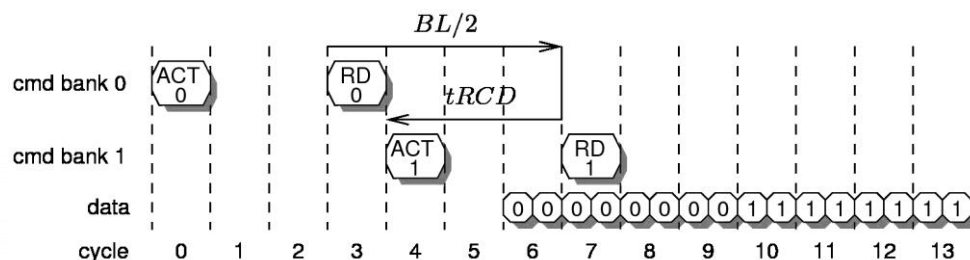 BL/2
cmd bank 0 ACT 0 RD 0
tRCD
cmd bank 1 ACT 1 RD 1
data 0 0 0 0 0 0 0 0 1 1 1 1 1 1 1 1
cycle 0 1 2 3 4 5 6 7 8 9 10 11 12 13